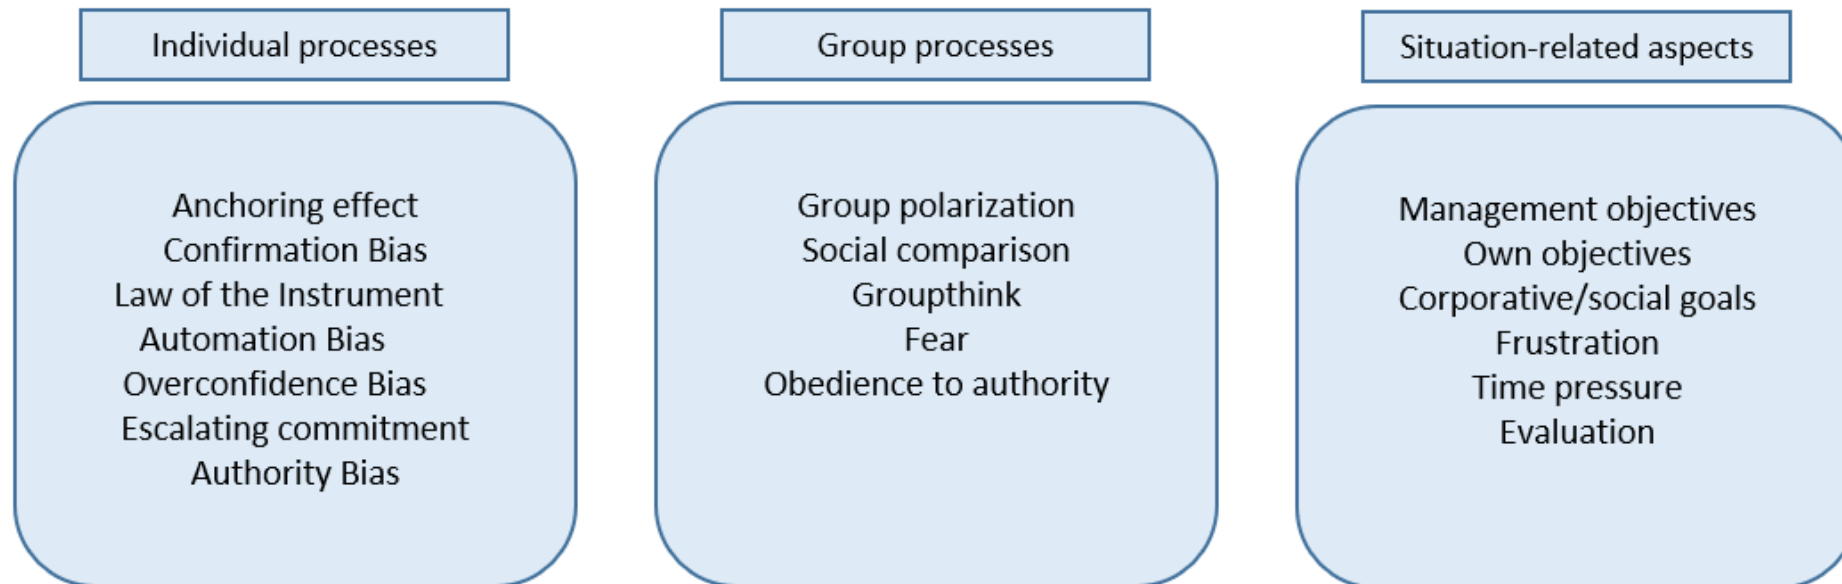 Individual processes
Anchoring effect
Confirmation Bias
Law of the Instrument
Automation Bias
Overconfidence Bias
Escalating commitment
Authority Bias
Group processes
Group polarization
Social comparison
Groupthink
Fear
Obedience to authority
Situation-related aspects
Management objectives
Own objectives
Corporative/social goals
Frustration
Time pressure
Evaluation